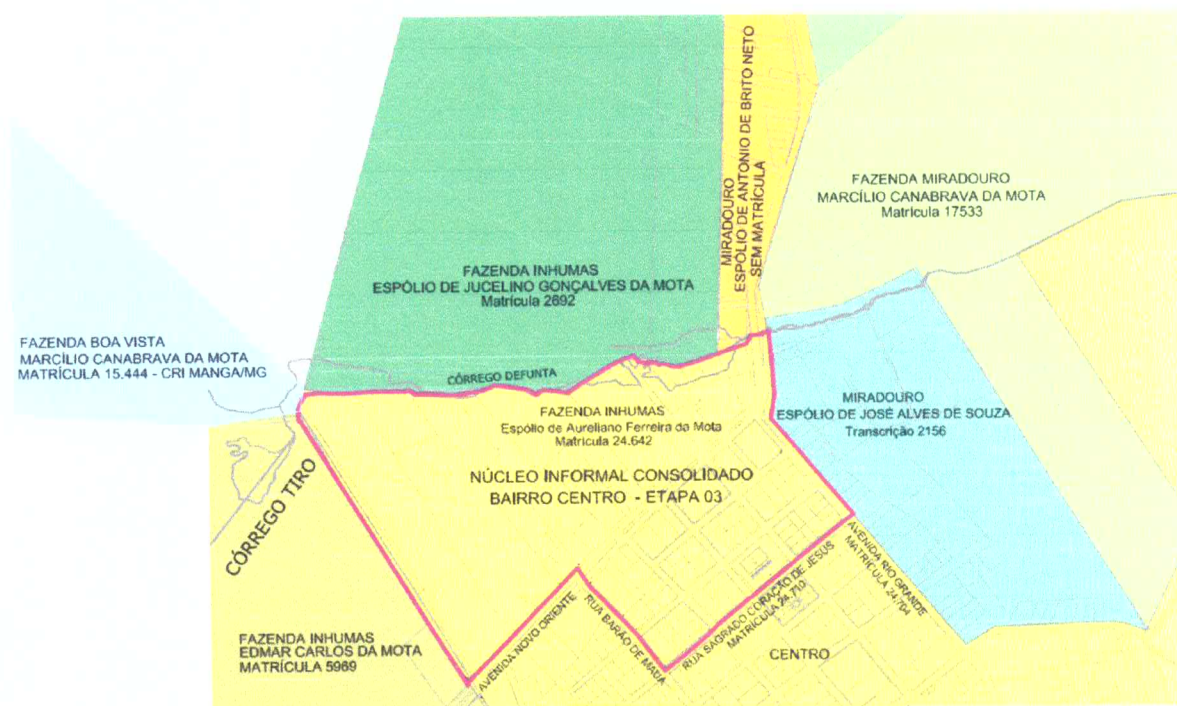 MIRADOURO
ESPÓLIO DE ANTONIO DE BRITO NETO
SEM MATRÍCULA
FAZENDA MIRADOURO
MARCÍLIO CANABRAVA DA MOTA
Matrícula 17533
FAZENDA INHUMAS
ESPÓLIO DE JUCELINO GONÇALVES DA MOTA
Matrícula 2692
FAZENDA BOA VISTA
MARCÍLIO CANABRAVA DA MOTA
MATRÍCULA 15.444 - CRI MANGA/MG
CÓRREGO DEFUNTA
FAZENDA INHUMAS
Espólio de Aureliano Ferreira da Mota
Matrícula 24.642
MIRADOURO
ESPÓLIO DE JOSÉ ALVES DE SOUZA
Transcrição 2156
NÚCLEO INFORMAL CONSOLIDADO
BAIRRO CENTRO - ETAPA 03
CÓRREGO TIRO
AVENIDA RIO GRANDE
MATRÍCULA 24.704
RUA SAGRADO CORAÇÃO DE JESUS
MATRÍCULA 24.710
AVENIDA NOVO ORIENTE
RUA BARÃO DE MAUÁ
FAZENDA INHUMAS
EDMAR CARLOS DA MOTA
MATRÍCULA 5969
CENTRO